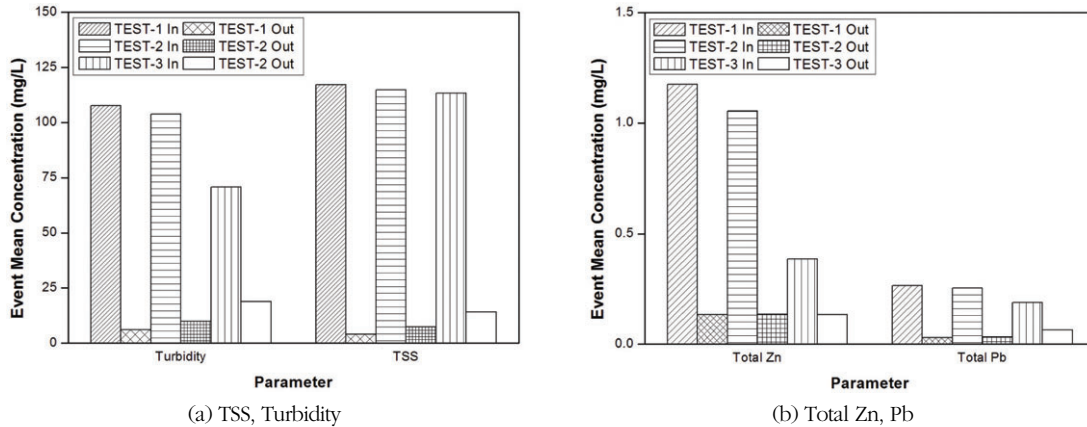 150
125
100
75
50
25
0
Event Mean Concentration (mg/L)
TEST-1 In TEST-1 Out
TEST-2 In TEST-2 Out
TEST-3 In TEST-2 Out
Turbidity TSS
Parameter
(a) TSS, Turbidity
1.5
1.0
0.5
0.0
Event Mean Concentration (mg/L)
TEST-1 In TEST-1 Out
TEST-2 In TEST-2 Out
TEST-3 In TEST-3 Out
Total Zn Total Pb
Parameter
(b) Total Zn, Pb